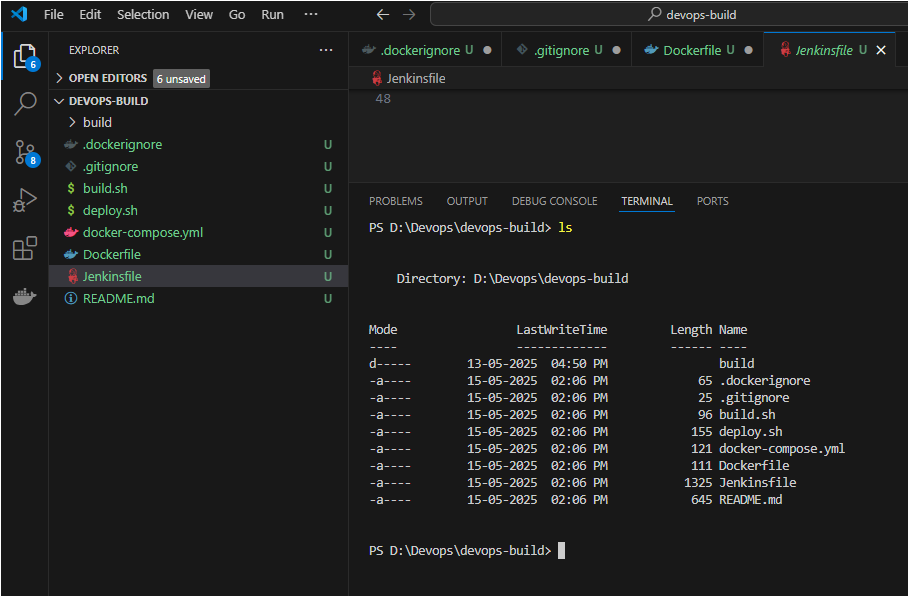 File Edit Selection View Go Run ··· ← → devops-build
EXPLORER ···
.dockerignore U ● .gitignore U ● Dockerfile U ● Jenkinsfile U ✕
OPEN EDITORS 6 unsaved
Jenkinsfile
DEVOPS-BUILD
48
build
.dockerignore U
.gitignore U
$ build.sh U
$ deploy.sh U
docker-compose.yml U
Dockerfile U
Jenkinsfile U
README.md U
6
8
PROBLEMS OUTPUT DEBUG CONSOLE TERMINAL PORTS
PS D:\Devops\devops-build> ls
Directory: D:\Devops\devops-build
Mode LastWriteTime Length Name
---- ------------- ------ ----
d----- 13-05-2025 04:50 PM build
-a---- 15-05-2025 02:06 PM 65 .dockerignore
-a---- 15-05-2025 02:06 PM 25 .gitignore
-a---- 15-05-2025 02:06 PM 96 build.sh
-a---- 15-05-2025 02:06 PM 155 deploy.sh
-a---- 15-05-2025 02:06 PM 121 docker-compose.yml
-a---- 15-05-2025 02:06 PM 111 Dockerfile
-a---- 15-05-2025 02:06 PM 1325 Jenkinsfile
-a---- 15-05-2025 02:06 PM 645 README.md
PS D:\Devops\devops-build>